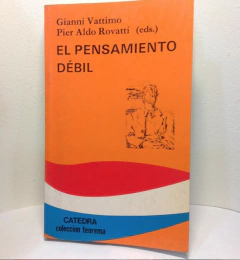 Gianni Vattimo
Pier Aldo Rovatti (eds.)
EL PENSAMIENTO
DÉBIL
CATEDRA
colección teorema